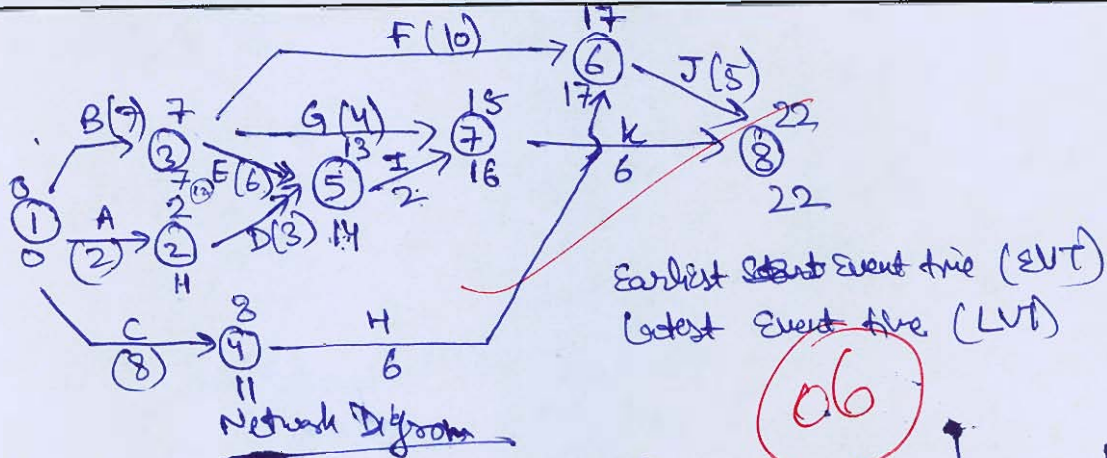 17
F(10)
6
17
J(5)
B(7)
7
3
7
G(4)
15
7
16
K
6
22
8
22
E(6)
13
5
14
I
2
0
1
0
A
(2)
2
2
11
D(3)
C
(8)
8
4
11
H
6
Earliest Event time (EVT)
Latest Event time (LVT)
06
Network Digrom